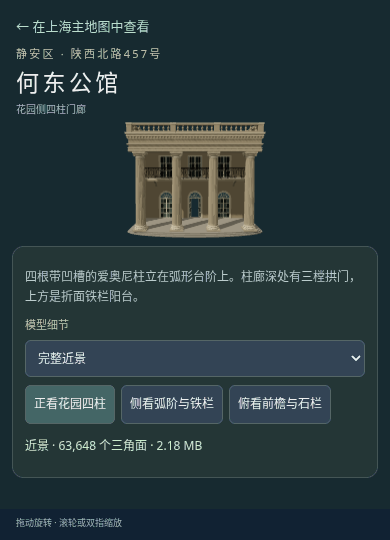 ← 在上海主地图中查看
静安区 · 陕西北路457号
何东公馆
花园侧四柱门廊
四根带凹槽的爱奥尼柱立在弧形台阶上。柱廊深处有三樘拱门，
上方是折面铁栏阳台。
模型细节
完整近景
正看花园四柱 侧看弧阶与铁栏 俯看前檐与石栏
近景 · 63,648 个三角面 · 2.18 MB
拖动旋转 · 滚轮或双指缩放